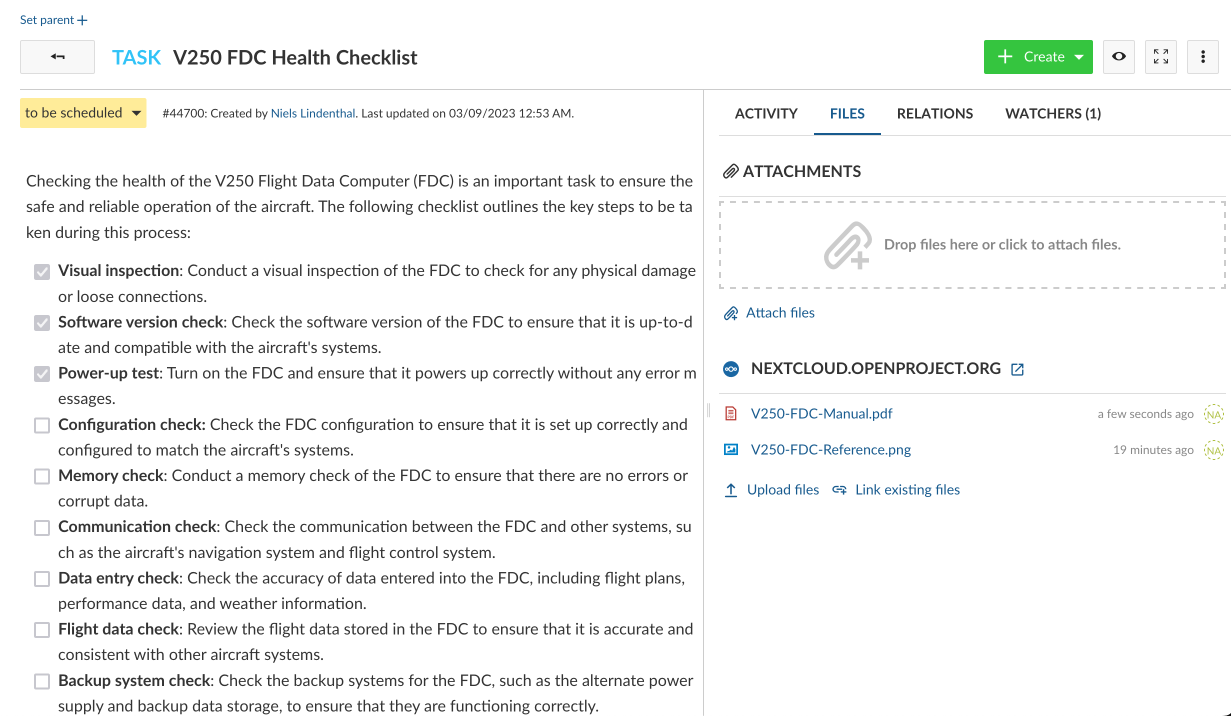 Set parent +
TASK V250 FDC Health Checklist
+ Create
to be scheduled
#44700: Created by Niels Lindenthal. Last updated on 03/09/2023 12:53 AM.
Checking the health of the V250 Flight Data Computer (FDC) is an important task to ensure the
safe and reliable operation of the aircraft. The following checklist outlines the key steps to be ta
ken during this process:
Visual inspection: Conduct a visual inspection of the FDC to check for any physical damage
or loose connections.
Software version check: Check the software version of the FDC to ensure that it is up-to-d
ate and compatible with the aircraft's systems.
Power-up test: Turn on the FDC and ensure that it powers up correctly without any error m
essages.
Configuration check: Check the FDC configuration to ensure that it is set up correctly and
configured to match the aircraft's systems.
Memory check: Conduct a memory check of the FDC to ensure that there are no errors or
corrupt data.
Communication check: Check the communication between the FDC and other systems, su
ch as the aircraft's navigation system and flight control system.
Data entry check: Check the accuracy of data entered into the FDC, including flight plans,
performance data, and weather information.
Flight data check: Review the flight data stored in the FDC to ensure that it is accurate and
consistent with other aircraft systems.
Backup system check: Check the backup systems for the FDC, such as the alternate power
supply and backup data storage, to ensure that they are functioning correctly.
ACTIVITY FILES RELATIONS WATCHERS (1)
ATTACHMENTS
Drop files here or click to attach files.
Attach files
NEXTCLOUD.OPENPROJECT.ORG
V250-FDC-Manual.pdf a few seconds ago NA
V250-FDC-Reference.png 19 minutes ago NA
Upload files Link existing files